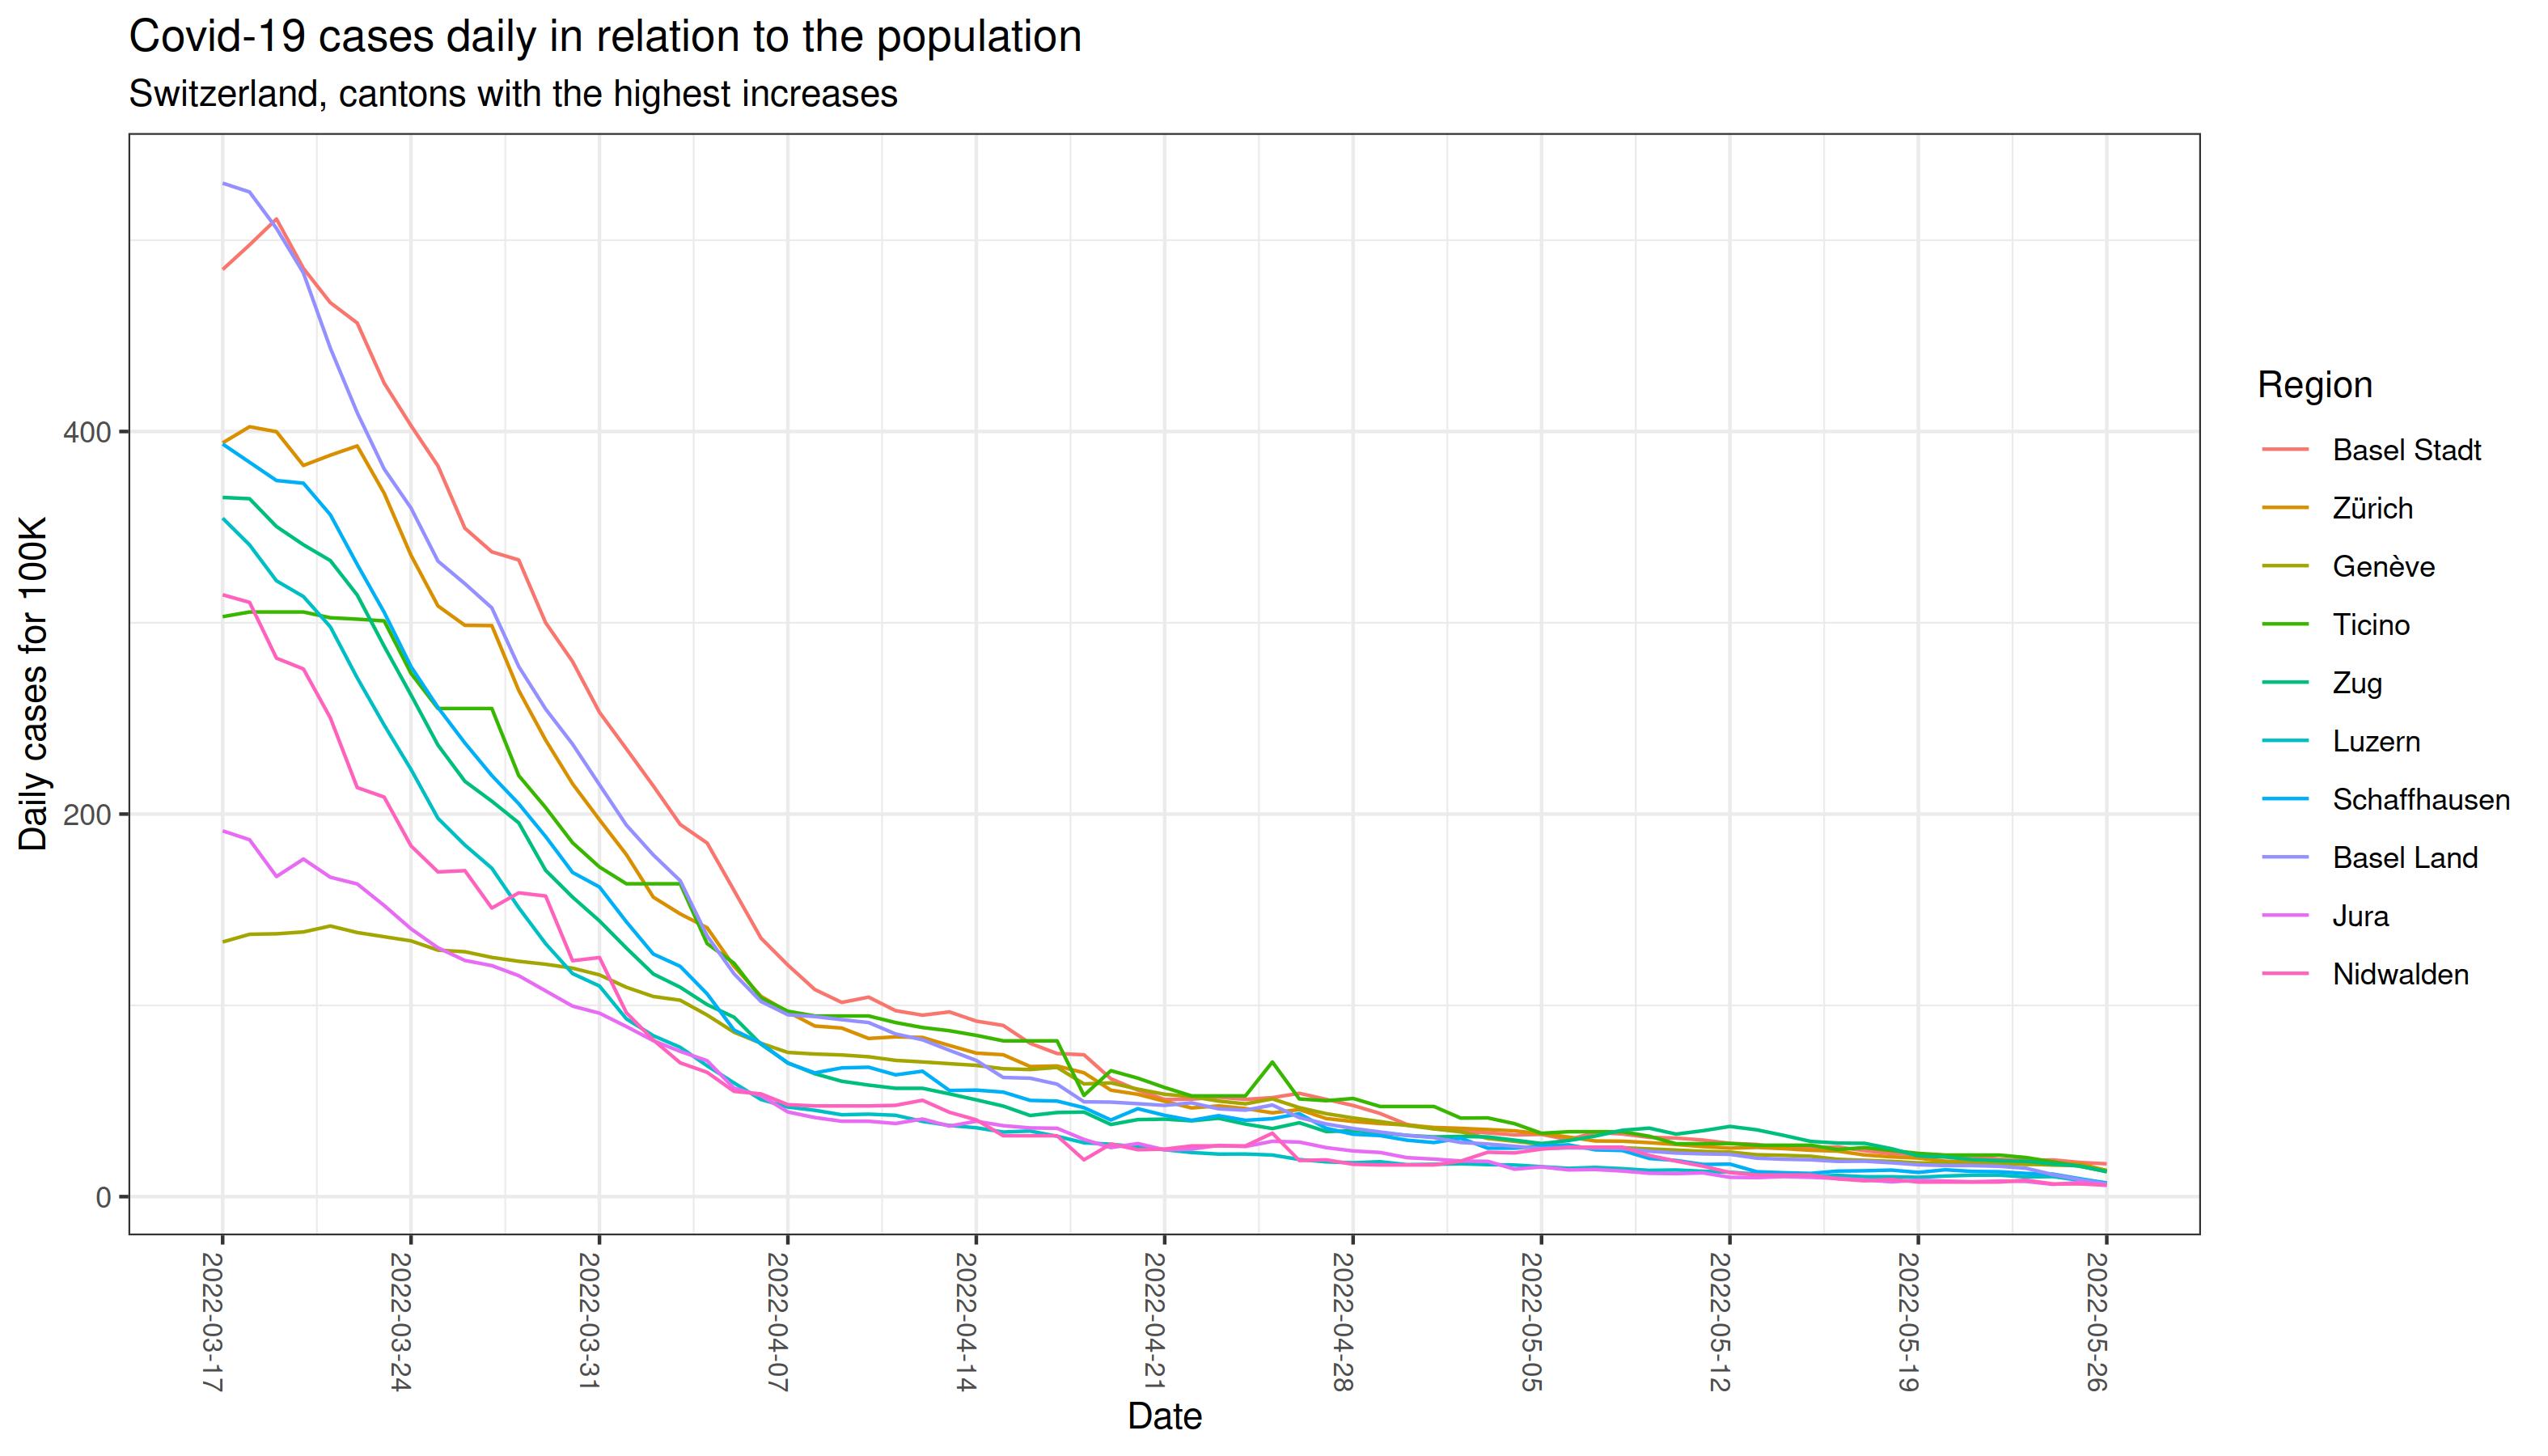 Covid-19 cases daily in relation to the population
Switzerland, cantons with the highest increases
Daily cases for 100K
400
200
0
2022-03-17
2022-03-24
2022-03-31
2022-04-07
2022-04-14
2022-04-21
2022-04-28
2022-05-05
2022-05-12
2022-05-19
2022-05-26
Date
Region
Basel Stadt
Zürich
Genève
Ticino
Zug
Luzern
Schaffhausen
Basel Land
Jura
Nidwalden